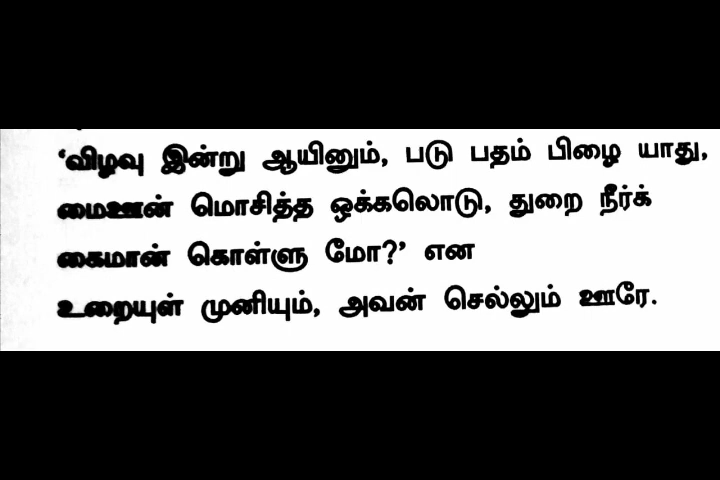 ‘விழவு இன்று ஆயினும், படு பதம் பிழை யாது,
மைஊன் மொசித்த ஒக்கலொடு, துறை நீர்க்
கைமான் கொள்ளு மோ?’ என
உறையுள் முனியும், அவன் செல்லும் ஊரே.